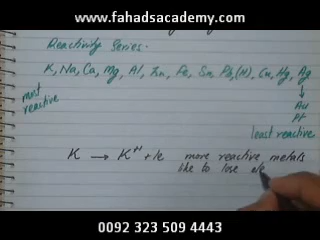 www.fahadsacademy.com
Reactivity Series.
K, Na, Ca, Mg, Al, Zn, Fe, Sn, Pb, (H), Cu, Hg, Ag
most reactive
Au
Pt
least reactive
K → K⁺ + 1e more reactive metals
like to lose ele
0092 323 509 4443